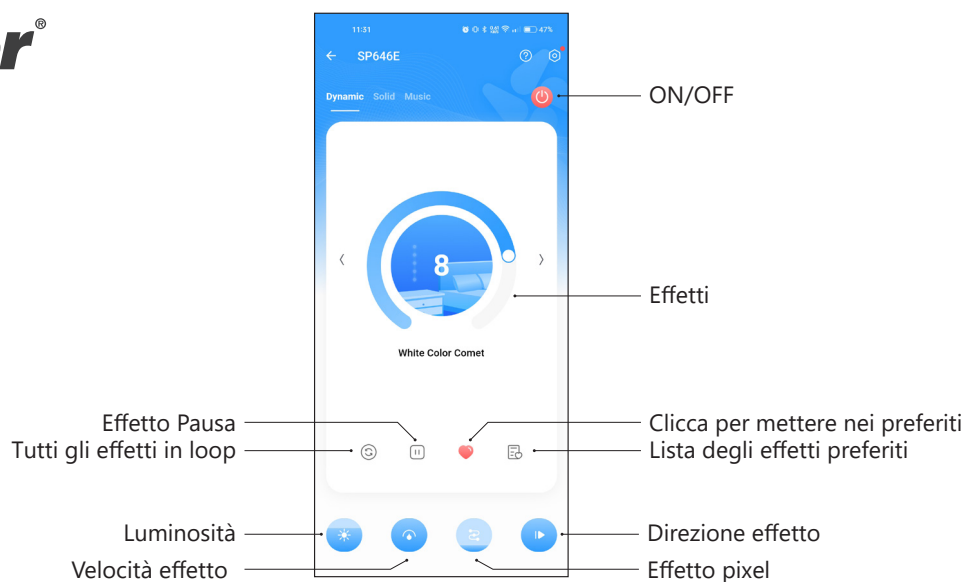 11:31
47%
SP646E
Dynamic Solid Music
ON/OFF
8
Effetti
White Color Comet
Effetto Pausa
Clicca per mettere nei preferiti
Tutti gli effetti in loop
Lista degli effetti preferiti
Luminosità
Direzione effetto
Velocità effetto
Effetto pixel